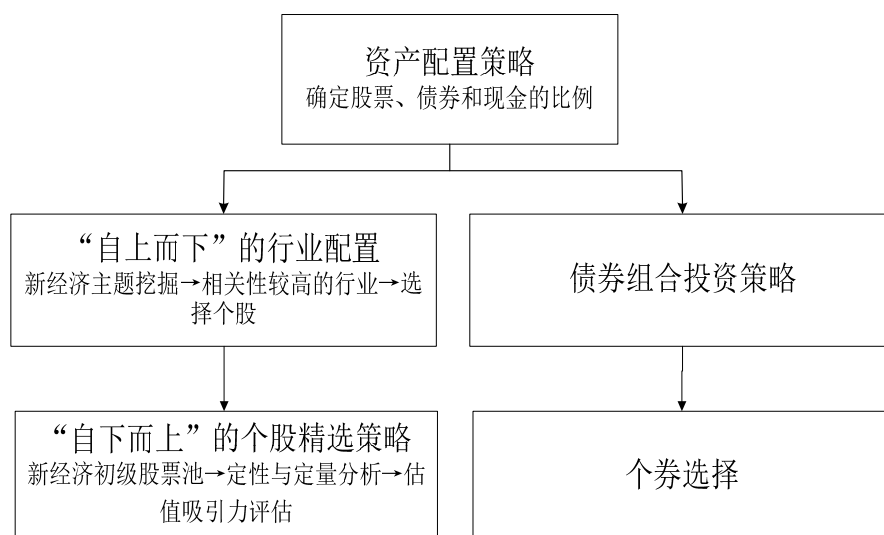 资产配置策略
确定股票、债券和现金的比例
“自上而下”的行业配置
新经济主题挖掘→相关性较高的行业→选
择个股
债券组合投资策略
“自下而上”的个股精选策略
新经济初级股票池→定性与定量分析→估
值吸引力评估
个券选择